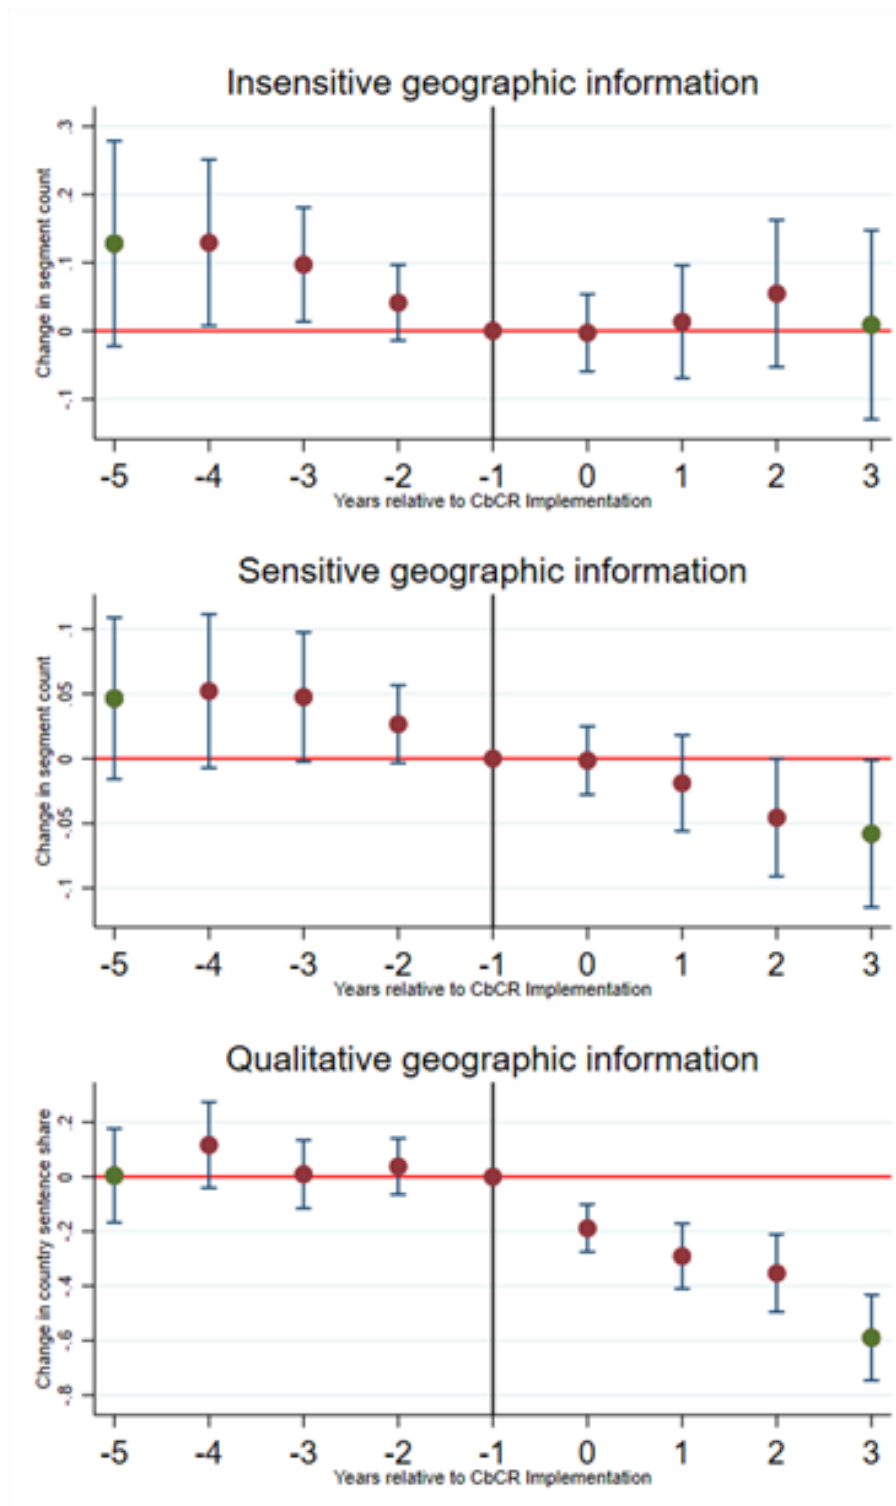 Insensitive geographic information
Change in segment count
.3
.2
.1
0
-.1
-5 -4 -3 -2 -1 0 1 2 3
Years relative to CbCR Implementation
Sensitive geographic information
Change in segment count
.1
.05
0
-.05
-.1
-5 -4 -3 -2 -1 0 1 2 3
Years relative to CbCR Implementation
Qualitative geographic information
Change in country sentence share
.2
0
-.2
-.4
-.6
-.8
-5 -4 -3 -2 -1 0 1 2 3
Years relative to CbCR Implementation